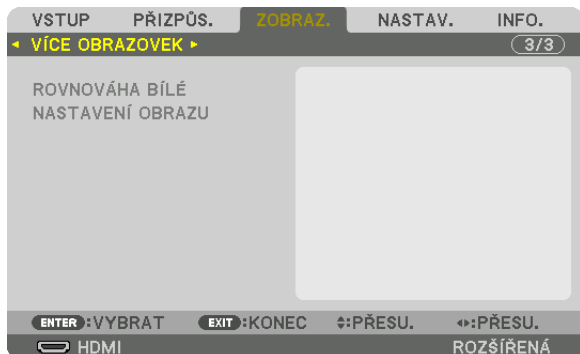 VSTUP PŘIZPŮS. ZOBRAZ. NASTAV. INFO.
VÍCE OBRAZOVEK 3/3
ROVNOVÁHA BÍLÉ
NASTAVENÍ OBRAZU
ENTER:VYBRAT EXIT:KONEC :PŘESU. :PŘESU.
HDMI ROZŠÍŘENÁ